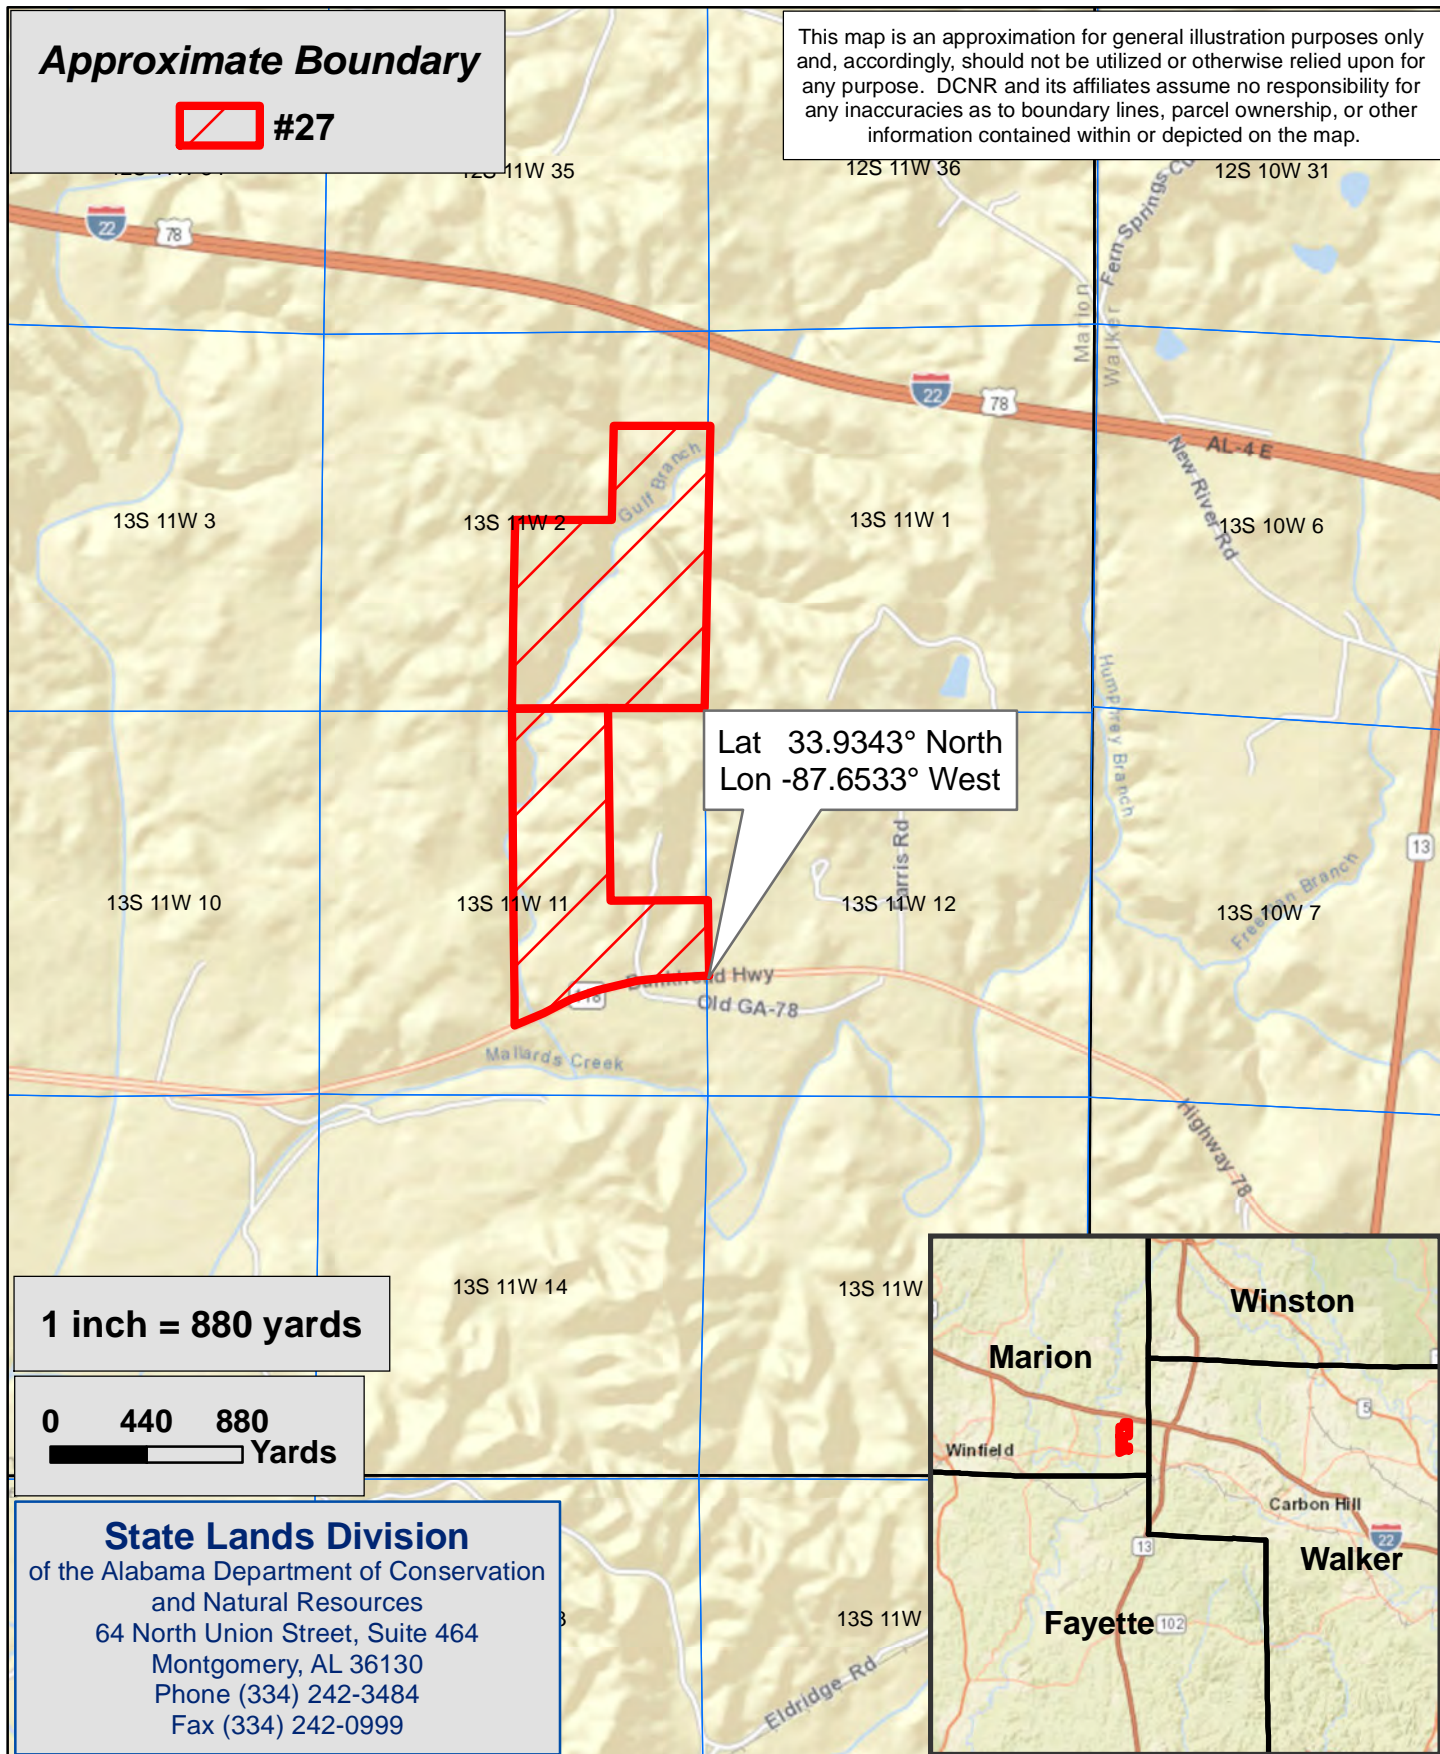 Approximate Boundary
#27
This map is an approximation for general illustration purposes only
and, accordingly, should not be utilized or otherwise relied upon for
any purpose. DCNR and its affiliates assume no responsibility for
any inaccuracies as to boundary lines, parcel ownership, or other
information contained within or depicted on the map.
12S 11W 35
12S 11W 36
12S 10W 31
22
78
Fern Springs
Marion
Walker
22
78
AL-4 E
New River Rd
Gulf Branch
13S 11W 3
13S 11W 2
13S 11W 1
13S 10W 6
Humphrey Branch
Lat 33.9343° North
Lon -87.6533° West
13
13S 11W 10
13S 11W 11
13S 11W 12
13S 10W 7
Freeman Branch
Bankhead Hwy
118
Old GA-78
Mallards Creek
Highway 78
13S 11W 14
13S 11W
1 inch = 880 yards
0 440 880
Yards
State Lands Division
of the Alabama Department of Conservation
and Natural Resources
64 North Union Street, Suite 464
Montgomery, AL 36130
Phone (334) 242-3484
Fax (334) 242-0999
13S 11W
Eldridge Rd
Winston
Marion
5
Winfield
Carbon Hill
22
13
Walker
Fayette
102